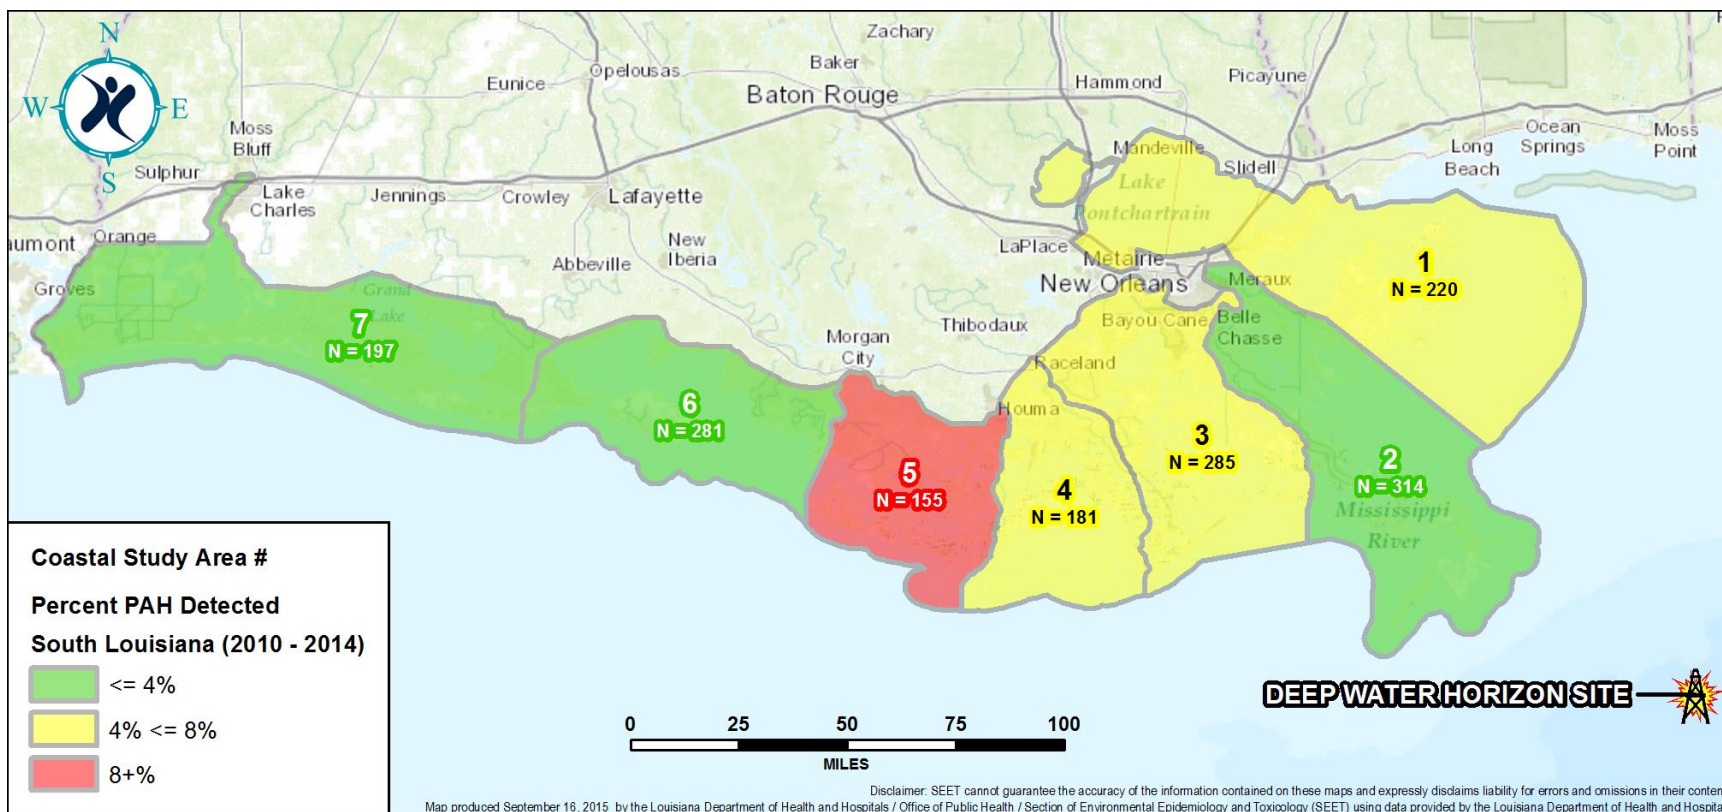 N
W
E
S
Zachary
Baker
Eunice
Opelousas
Hammond
Picayune
Baton Rouge
Moss
Bluff
Ocean
Springs
Moss
Point
Long
Beach
Mandeville
Slidell
Sulphur
Lake
Charles
Jennings
Crowley
Lafayette
Lake
Pontchartrain
aumont
Orange
New
Iberia
LaPlace
Metairie
Abbeville
New Orleans
Meraux
1
N = 220
Groves
Grand
Lake
7
N = 197
Morgan
City
Thibodaux
Bayou Cane
Belle
Chasse
Raceland
Houma
6
N = 281
3
N = 285
5
N = 155
4
N = 181
2
N = 314
Mississippi
River
Coastal Study Area #
Percent PAH Detected
South Louisiana (2010 - 2014)
<= 4%
4% <= 8%
8+%
DEEP WATER HORIZON SITE
0 25 50 75 100
MILES
Disclaimer: SEET cannot guarantee the accuracy of the information contained on these maps and expressly disclaims liability for errors and omissions in their conten
Map produced September 16, 2015 by the Louisiana Department of Health and Hospitals / Office of Public Health / Section of Environmental Epidemiology and Toxicology (SEET) using data provided by the Louisiana Department of Health and Hospita